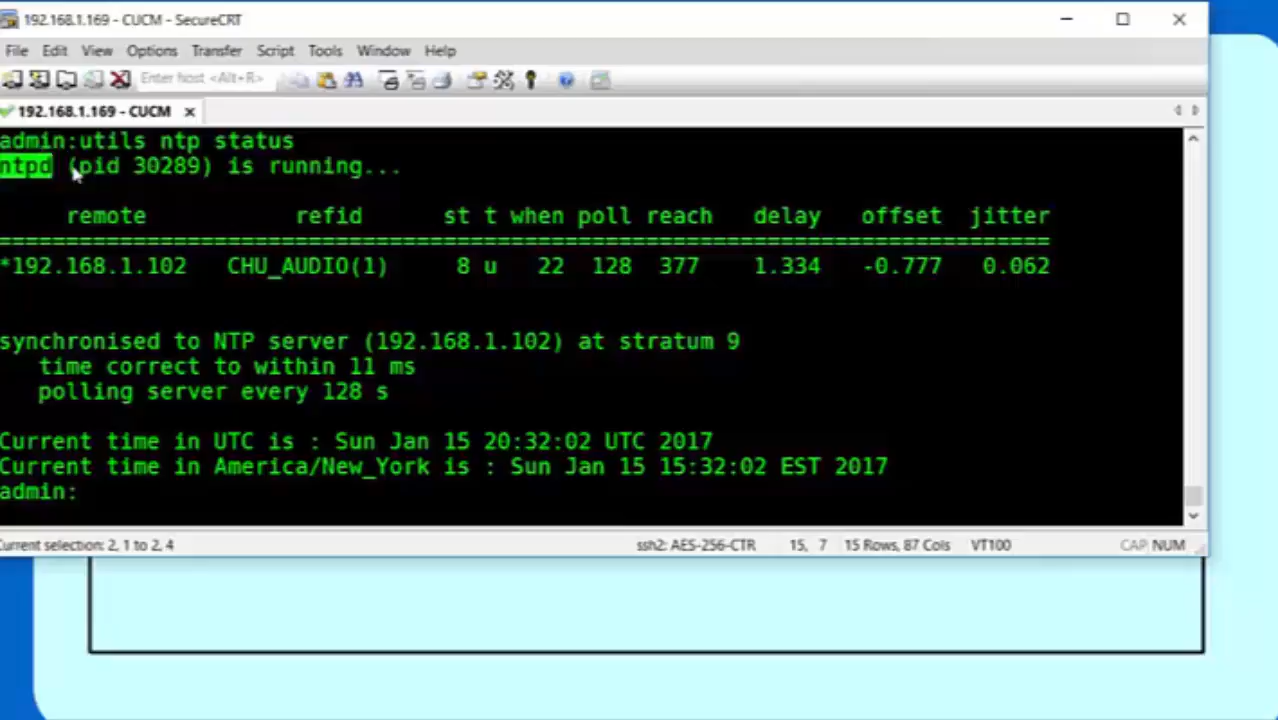 192.168.1.169 - CUCM - SecureCRT
File Edit View Options Transfer Script Tools Window Help
Enter host <Alt+R>
192.168.1.169 - CUCM
admin:utils ntp status
ntpd (pid 30289) is running...
remote refid st t when poll reach delay offset jitter
==============================================================================
*192.168.1.102 CHU_AUDIO(1) 8 u 22 128 377 1.334 -0.777 0.062
synchronised to NTP server (192.168.1.102) at stratum 9
time correct to within 11 ms
polling server every 128 s
Current time in UTC is : Sun Jan 15 20:32:02 UTC 2017
Current time in America/New_York is : Sun Jan 15 15:32:02 EST 2017
admin:
Current selection: 2, 1 to 2, 4 ssh2: AES-256-CTR 15, 7 15 Rows, 87 Cols VT100 CAP NUM